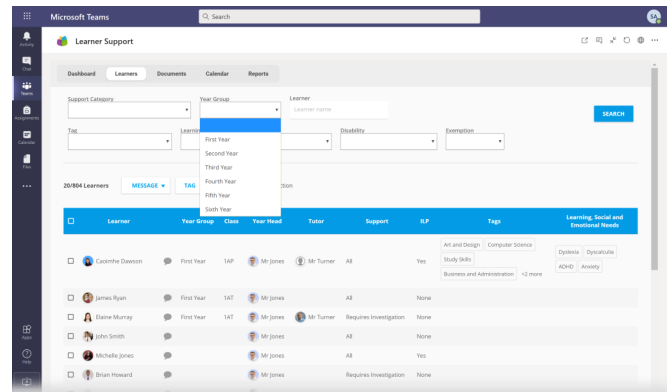 Microsoft Teams
Search
SA
Activity
Chat
Teams
Assignments
Calendar
Files
Apps
Help
Learner Support
Dashboard Learners Documents Calendar Reports
Support Category Year Group Learner
Learner name
SEARCH
Tag Disability Exemption
First Year
Second Year
Third Year
Fourth Year
Fifth Year
Sixth Year
20/804 Learners MESSAGE TAG
Learner Year Group Class Year Head Tutor Support ILP Tags Learning, Social and
Emotional Needs
Caoimhe Dawson First Year 1AP Mr Jones Mr Turner All Yes
Art and Design Computer Science
Study Skills
Business and Administration +2 more
Dyslexia Dyscalculia
ADHD Anxiety
James Ryan First Year 1AT Mr Jones All None
Elaine Murray First Year 1AT Mr Jones Mr Turner Requires Investigation None
John Smith Mr Jones All None
Michelle Jones Mr Jones All Yes
Brian Howard Mr Jones Requires Investigation None